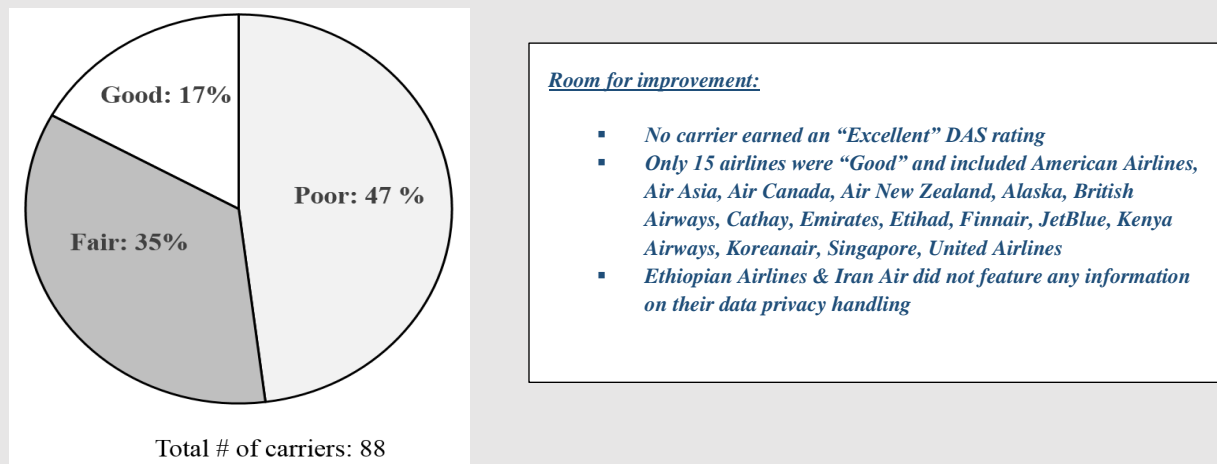 Good: 17%
Poor: 47 %
Fair: 35%
Total # of carriers: 88
Room for improvement:
▪ No carrier earned an “Excellent” DAS rating
▪ Only 15 airlines were “Good” and included American Airlines,
Air Asia, Air Canada, Air New Zealand, Alaska, British
Airways, Cathay, Emirates, Etihad, Finnair, JetBlue, Kenya
Airways, Koreanair, Singapore, United Airlines
▪ Ethiopian Airlines & Iran Air did not feature any information
on their data privacy handling